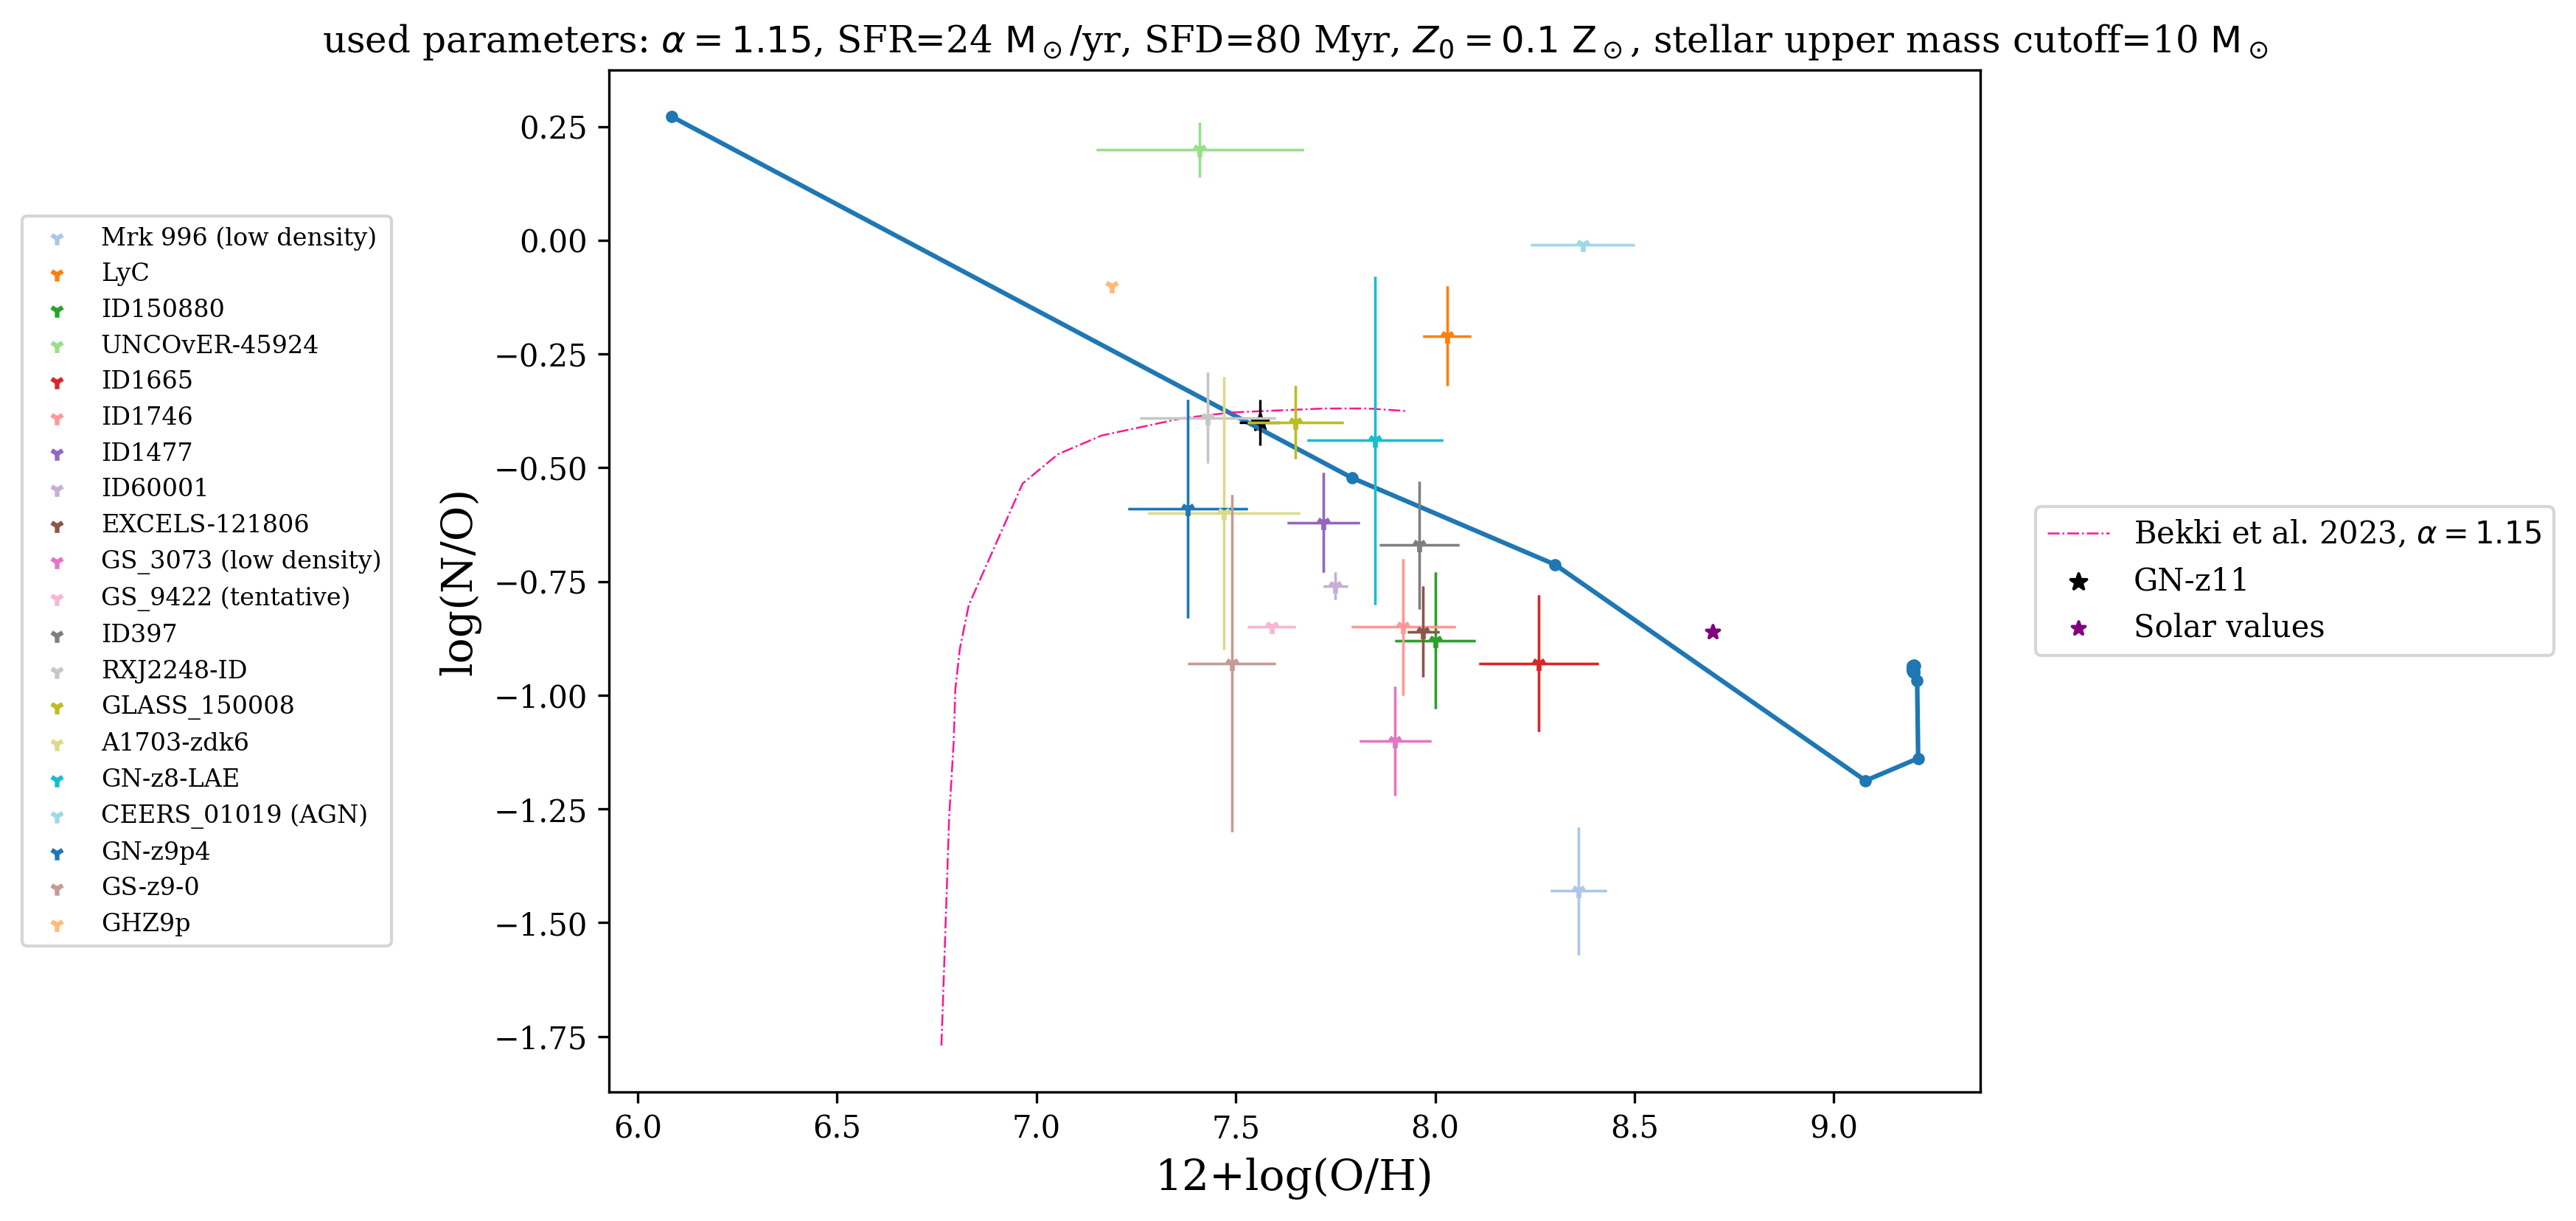 used parameters: α = 1.15, SFR=24 M⊙/yr, SFD=80 Myr, Z₀ = 0.1 Z⊙, stellar upper mass cutoff=10 M⊙
Mrk 996 (low density)
LyC
ID150880
UNCOvER-45924
ID1665
ID1746
ID1477
ID60001
EXCELS-121806
GS_3073 (low density)
GS_9422 (tentative)
ID397
RXJ2248-ID
GLASS_150008
A1703-zdk6
GN-z8-LAE
CEERS_01019 (AGN)
GN-z9p4
GS-z9-0
GHZ9p
log(N/O)
0.25
0.00
−0.25
−0.50
−0.75
−1.00
−1.25
−1.50
−1.75
6.0 6.5 7.0 7.5 8.0 8.5 9.0
12+log(O/H)
Bekki et al. 2023, α = 1.15
GN-z11
Solar values